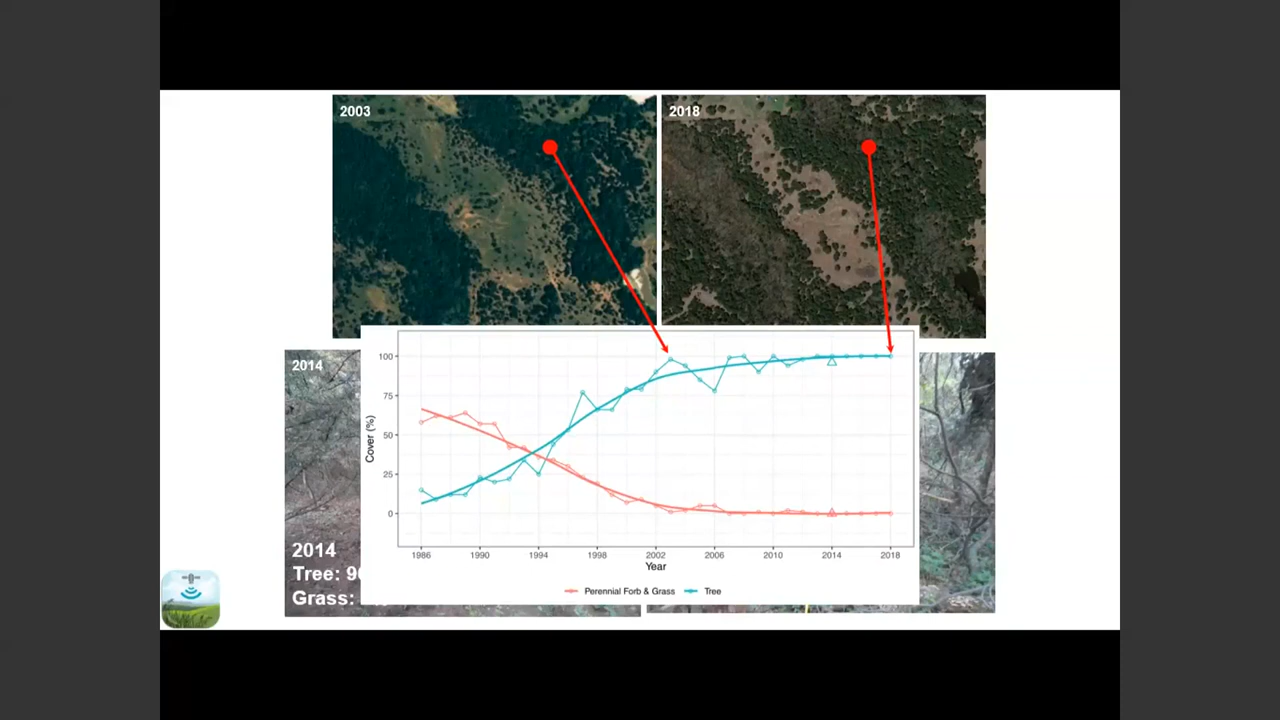 2003
2018
2014
2014
Tree:
Grass:
100
75
50
25
0
Cover (%)
1986 1990 1994 1998 2002 2006 2010 2014 2018
Year
Perennial Forb & Grass Tree